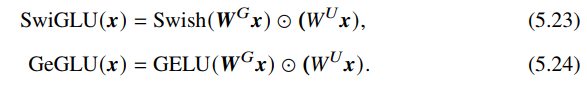 SwiGLU(x) = Swish(W^G x) ⊙ (W^U x), (5.23)
GeGLU(x) = GELU(W^G x) ⊙ (W^U x). (5.24)